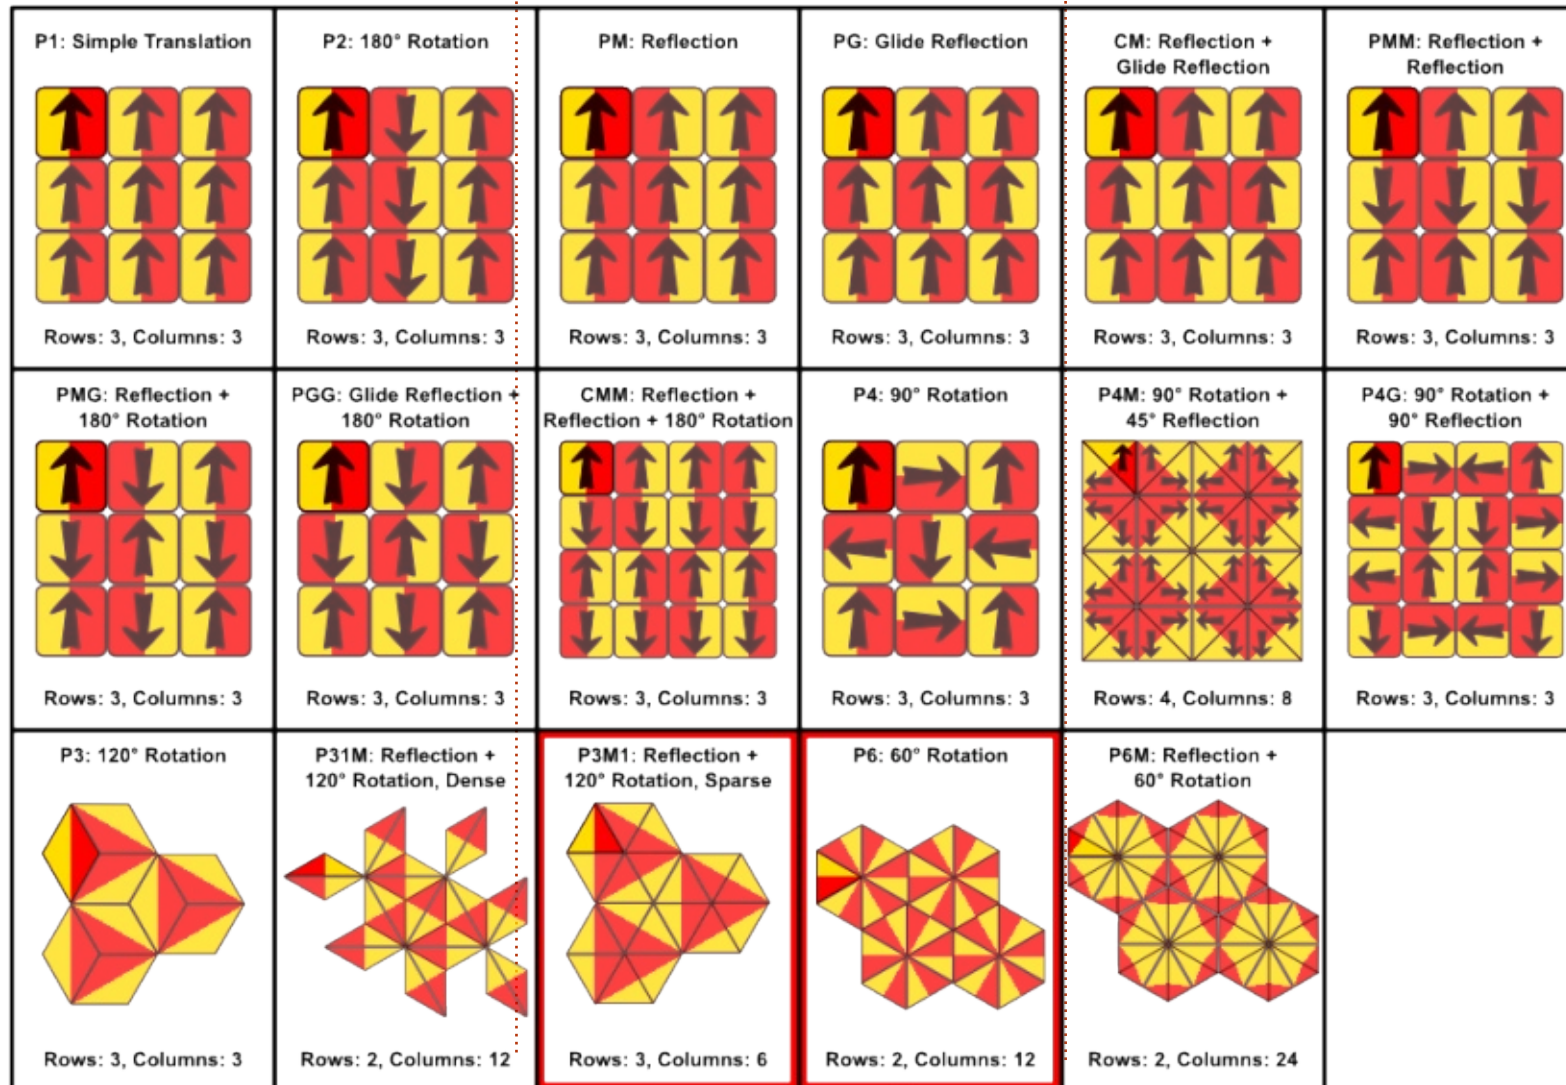 P1: Simple Translation
P2: 180° Rotation
PM: Reflection
PG: Glide Reflection
CM: Reflection +
Glide Reflection
PMM: Reflection +
Reflection
Rows: 3, Columns: 3
Rows: 3, Columns: 3
Rows: 3, Columns: 3
Rows: 3, Columns: 3
Rows: 3, Columns: 3
Rows: 3, Columns: 3
PMG: Reflection +
180° Rotation
PGG: Glide Reflection +
180° Rotation
CMM: Reflection +
Reflection + 180° Rotation
P4: 90° Rotation
P4M: 90° Rotation +
45° Reflection
P4G: 90° Rotation +
90° Reflection
Rows: 3, Columns: 3
Rows: 3, Columns: 3
Rows: 3, Columns: 3
Rows: 3, Columns: 3
Rows: 4, Columns: 8
Rows: 3, Columns: 3
P3: 120° Rotation
P31M: Reflection +
120° Rotation, Dense
P3M1: Reflection +
120° Rotation, Sparse
P6: 60° Rotation
P6M: Reflection +
60° Rotation
Rows: 3, Columns: 3
Rows: 2, Columns: 12
Rows: 3, Columns: 6
Rows: 2, Columns: 12
Rows: 2, Columns: 24